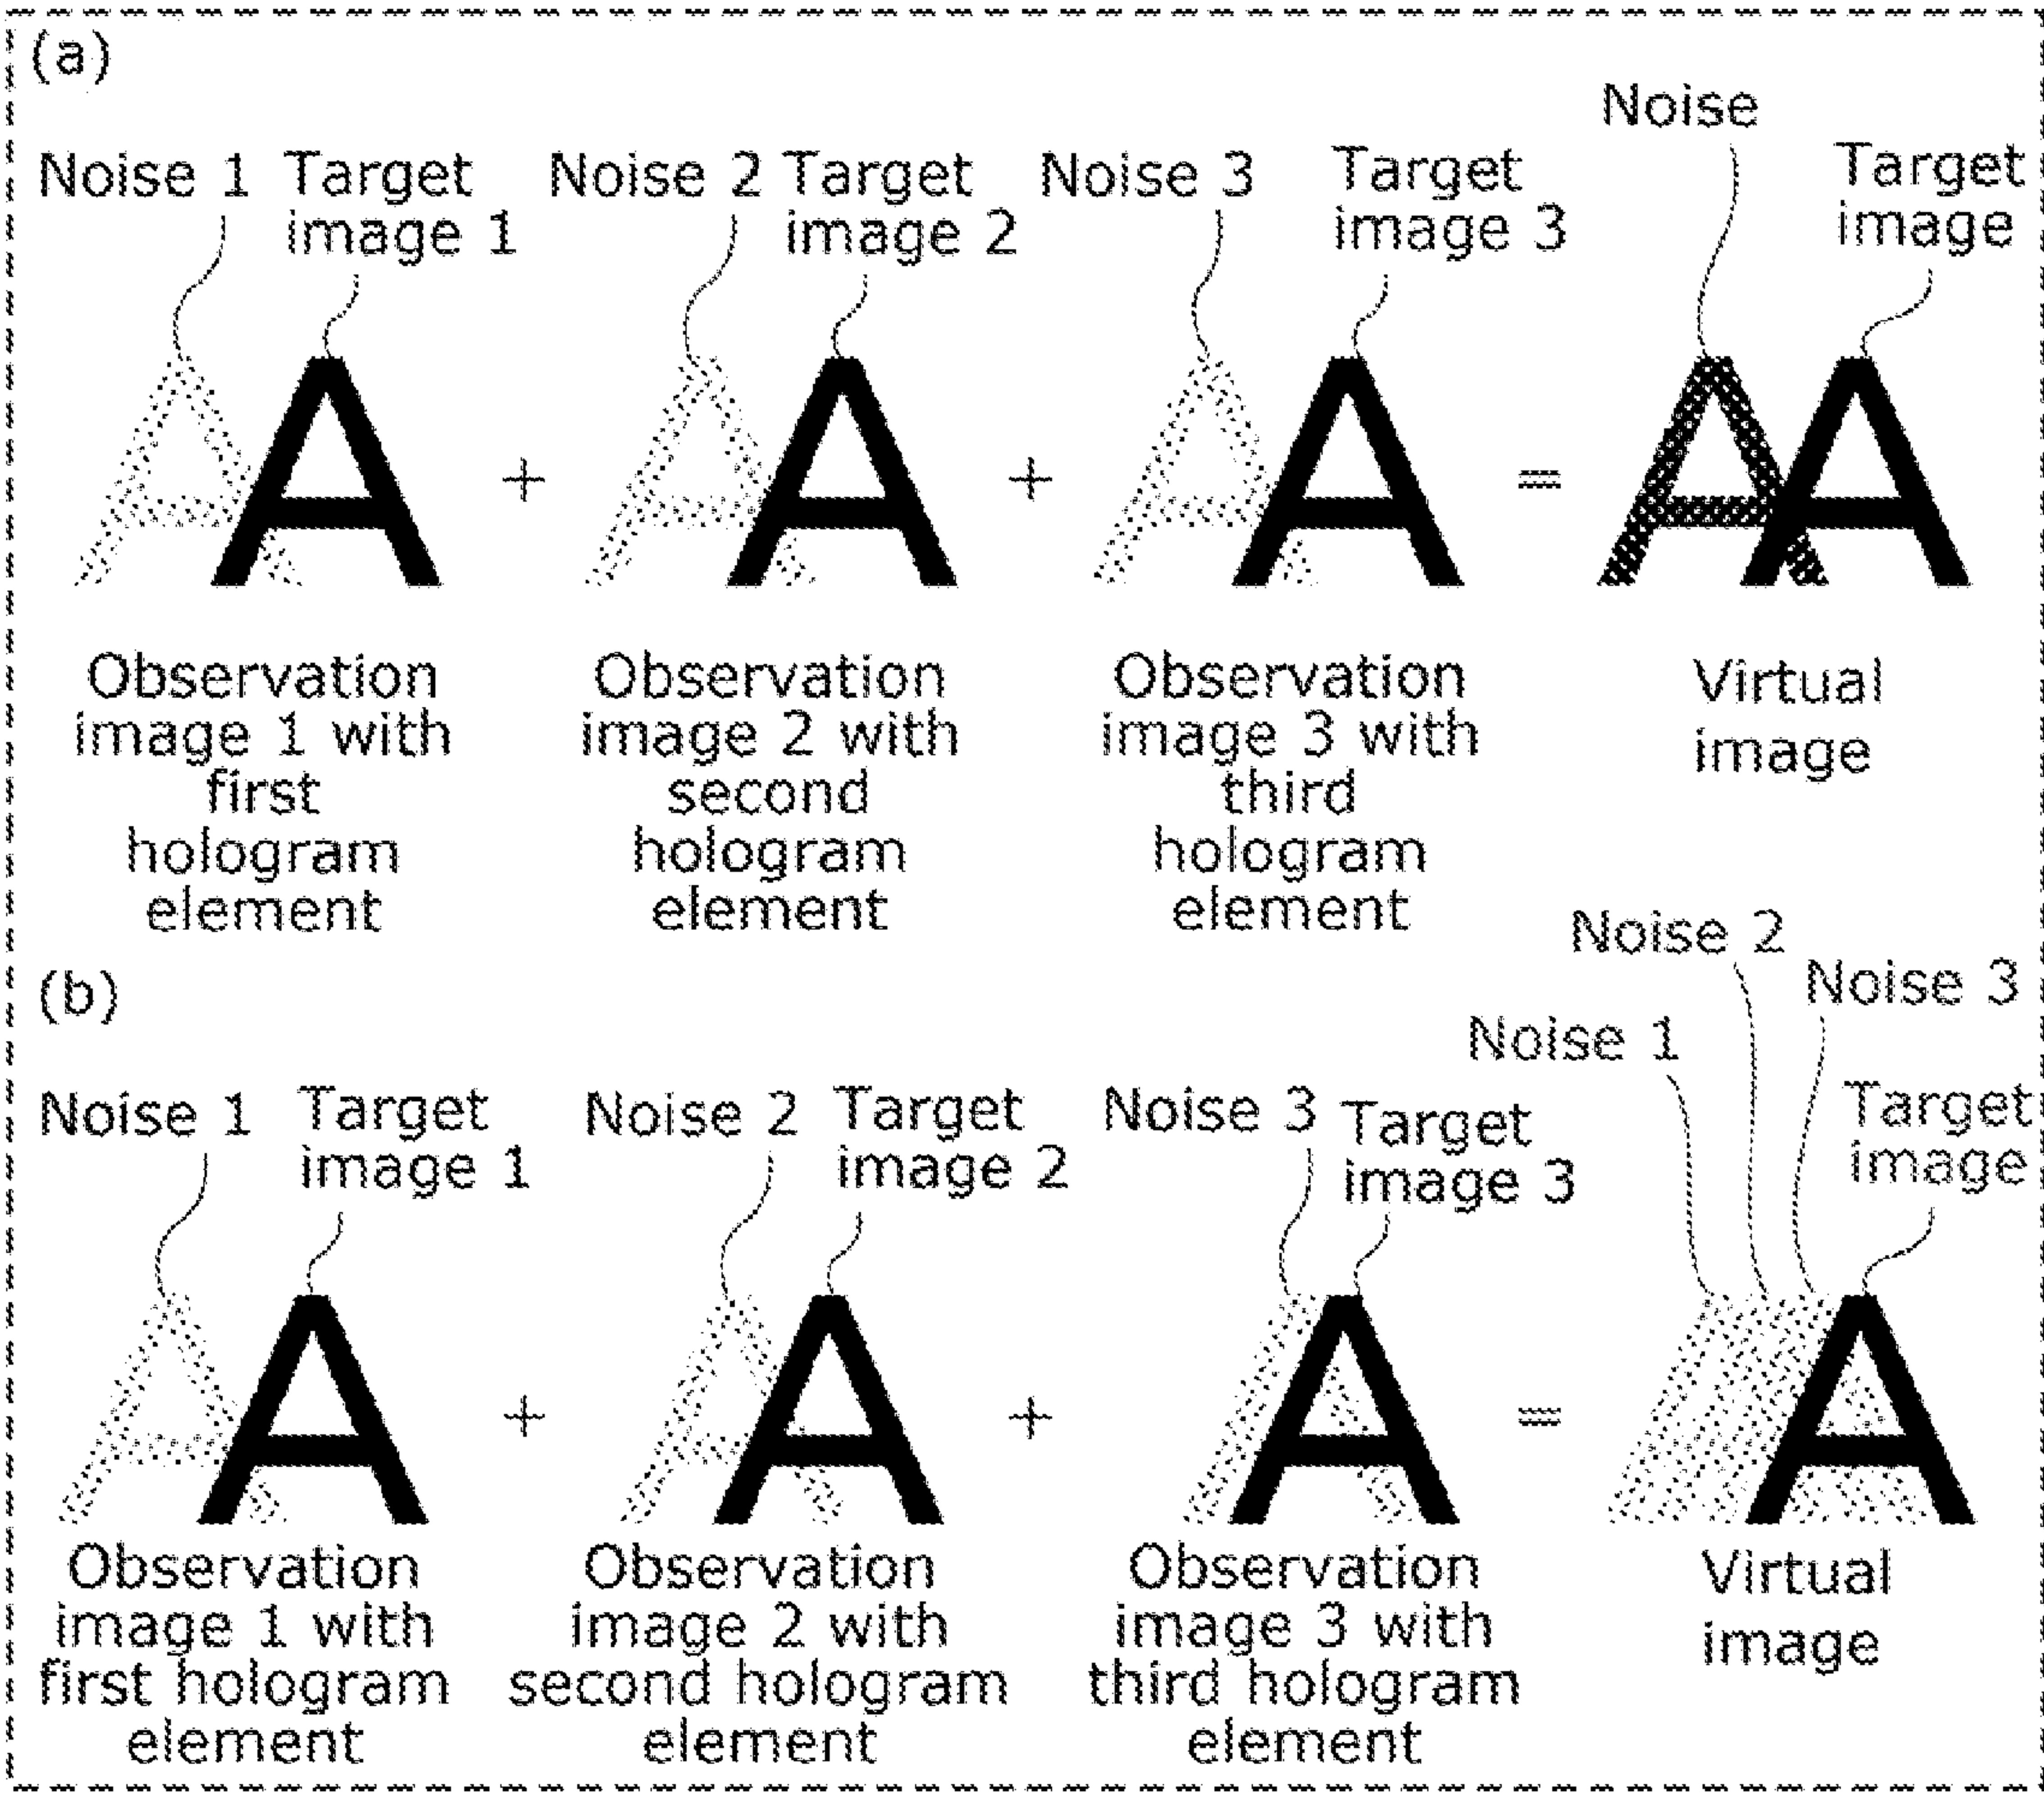 (a)
Noise
Noise 1 Target image 1
Noise 2 Target image 2
Noise 3 Target image 3
Target image
A A + A A + A A = A A
Observation
image 1 with
first
hologram
element
Observation
image 2 with
second
hologram
element
Observation
image 3 with
third
hologram
element
Virtual
image
(b)
Noise 2
Noise 3
Noise 1
Noise 1 Target image 1
Noise 2 Target image 2
Noise 3 Target image 3
Target image
A A + A A + A A = A
Observation
image 1 with
first hologram
element
Observation
image 2 with
second hologram
element
Observation
image 3 with
third hologram
element
Virtual
image